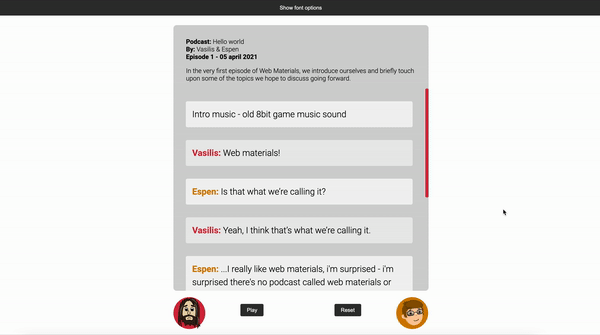 Show font options
Podcast: Hello world
By: Vasilis & Espen
Episode 1 - 05 april 2021
In the very first episode of Web Materials, we introduce ourselves and briefly touch
upon some of the topics we hope to discuss going forward.
Intro music - old 8bit game music sound
Vasilis: Web materials!
Espen: Is that what we're calling it?
Vasilis: Yeah, I think that's what we're calling it.
Espen: ...I really like web materials, i'm surprised - i'm
surprised there's no podcast called web materials or
Play
Reset